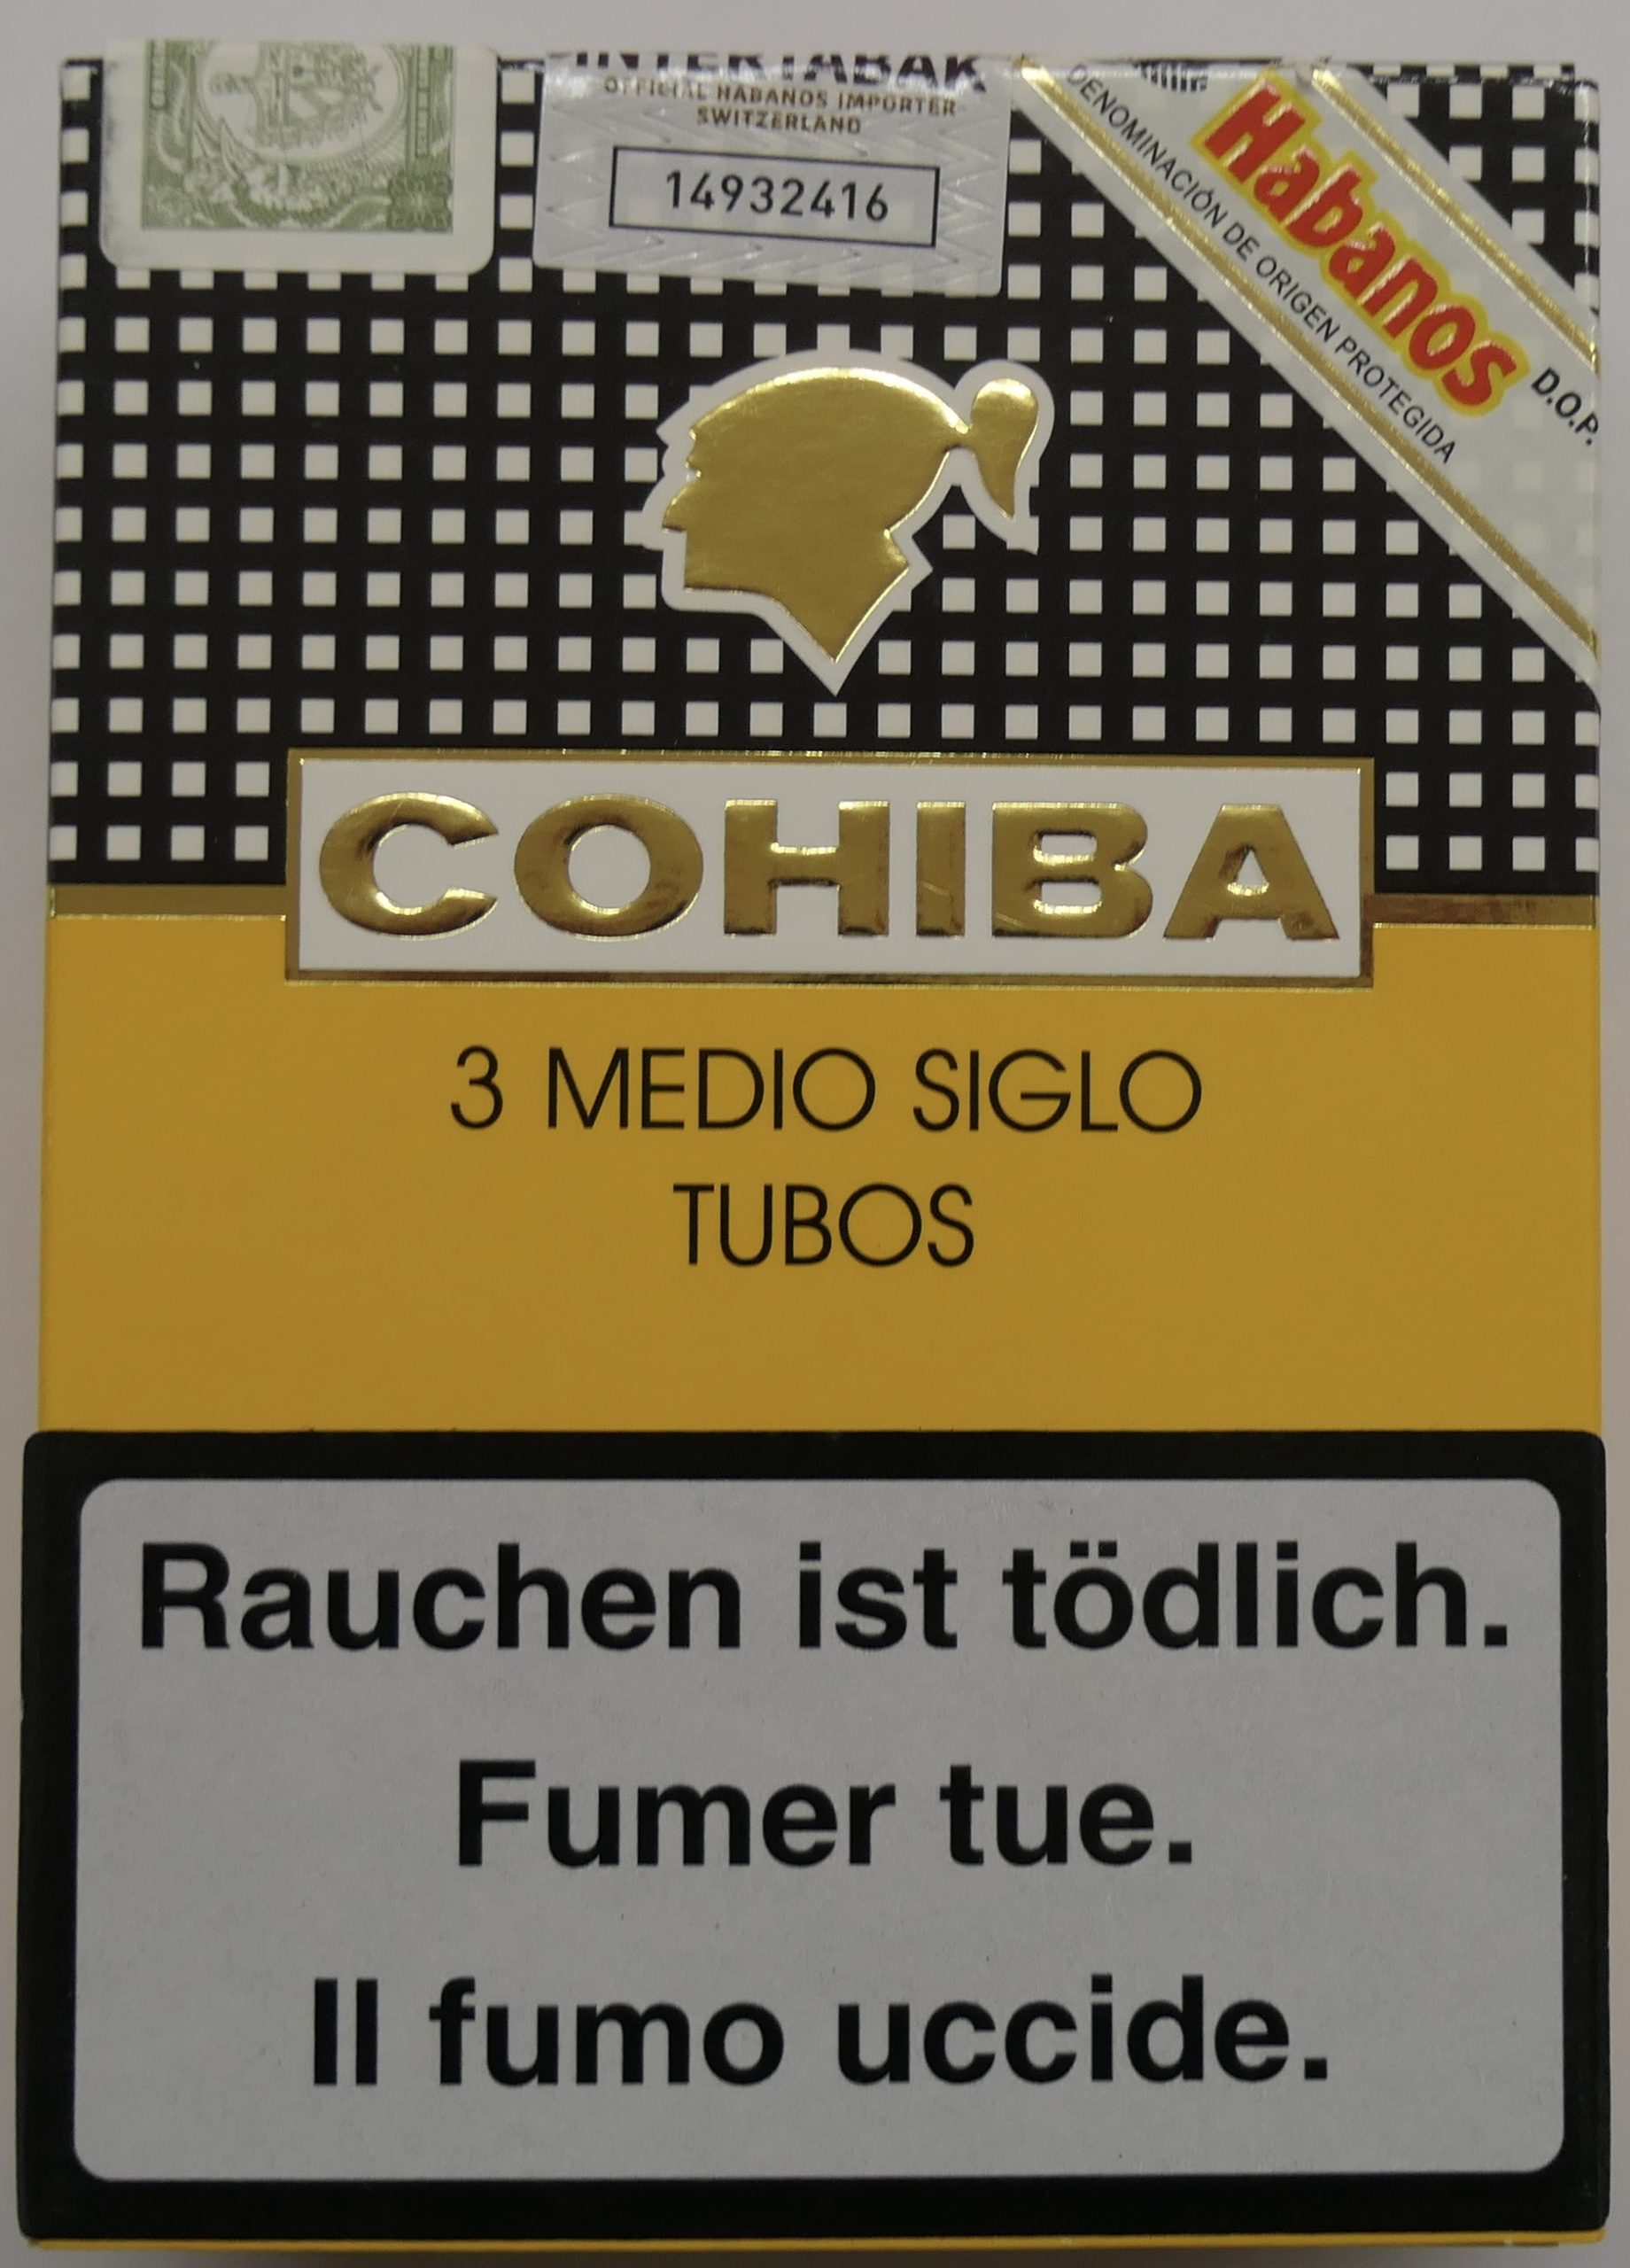 INTERTABAK
OFFICIAL HABANOS IMPORTER
SWITZERLAND
14932416
Habanos
DENOMINACIÓN DE ORIGEN PROTEGIDA
D.O.P.
COHIBA
3 MEDIO SIGLO
TUBOS
Rauchen ist tödlich.
Fumer tue.
Il fumo uccide.